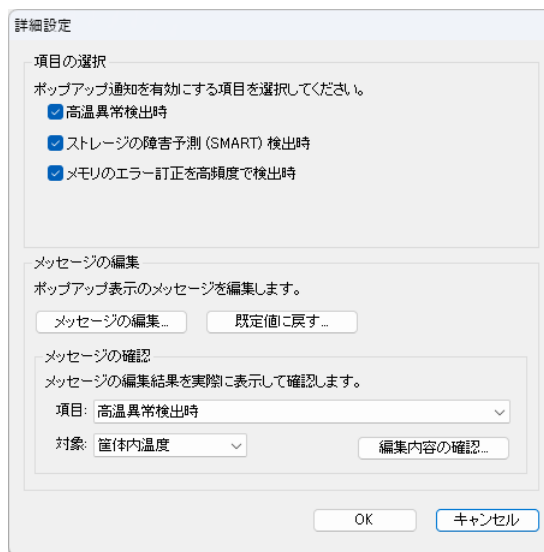 詳細設定
項目の選択
ポップアップ通知を有効にする項目を選択してください。
高温異常検出時
ストレージの障害予測(SMART)検出時
メモリのエラー訂正を高頻度で検出時
メッセージの編集
ポップアップ表示のメッセージを編集します。
メッセージの編集... 既定値に戻す...
メッセージの確認
メッセージの編集結果を実際に表示して確認します。
項目: 高温異常検出時
対象: 筐体内温度 編集内容の確認...
OK キャンセル